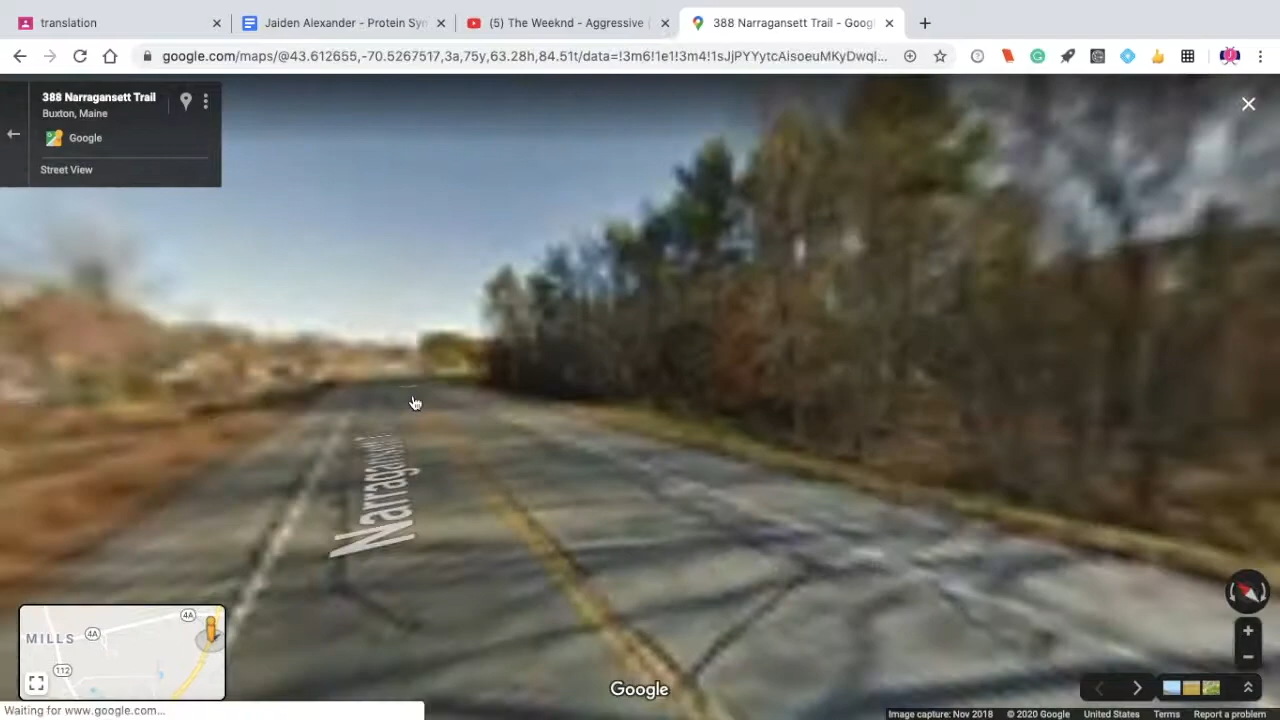 translation
Jaiden Alexander - Protein Syn
(5) The Weeknd - Aggressive
388 Narragansett Trail - Goog
google.com/maps/@43.612655,-70.5267517,3a,75y,63.28h,84.51t/data=!3m6!1e1!3m4!1sJjPYYytcAisoeuMKyDwqI...
388 Narragansett Trail
Buxton, Maine
Google
Street View
Narragansett
MILLS
4A
4A
112
Google
Waiting for www.google.com...
Image capture: Nov 2018 © 2020 Google United States Terms Report a problem